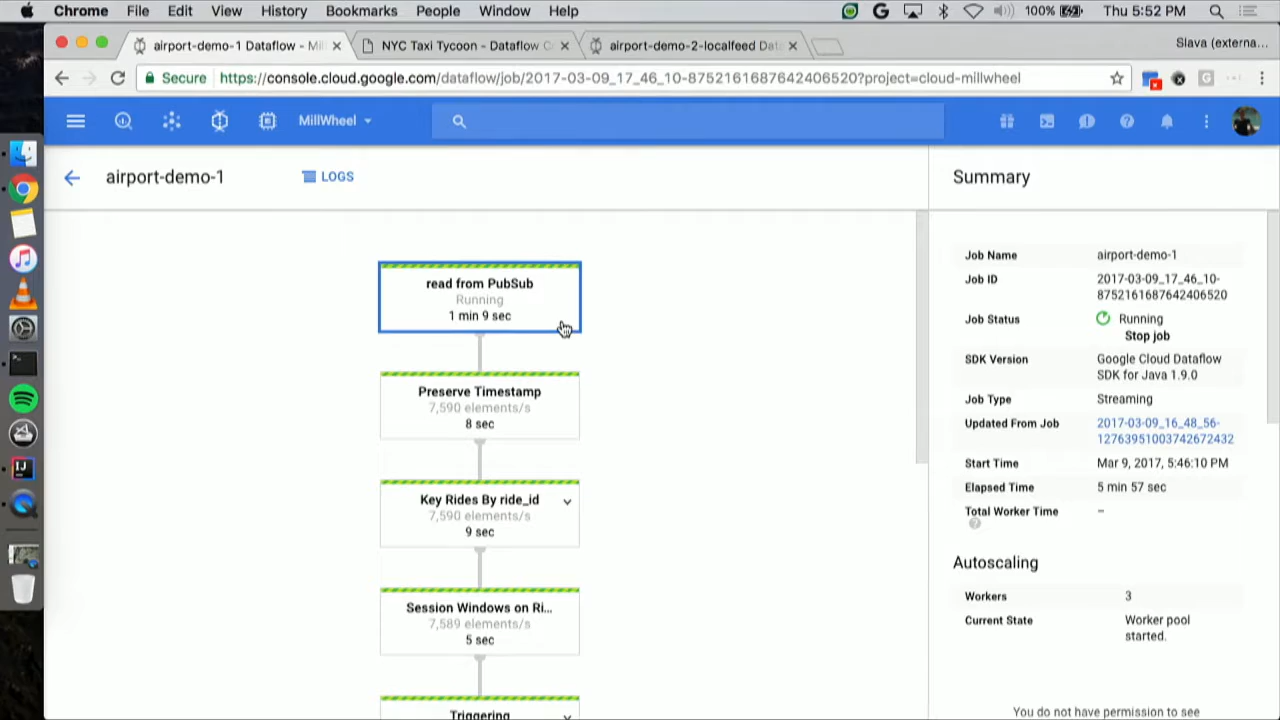 Chrome File Edit View History Bookmarks People Window Help 100% Thu 5:52 PM
airport-demo-1 Dataflow - Mil
NYC Taxi Tycoon - Dataflow C
airport-demo-2-localfeed Dat
Slava (externa...
Secure https://console.cloud.google.com/dataflow/job/2017-03-09_17_46_10-8752161687642406520?project=cloud-millwheel
MillWheel
airport-demo-1
LOGS
Summary
read from PubSub
Running
1 min 9 sec
Preserve Timestamp
7,590 elements/s
8 sec
Key Rides By ride_id
7,590 elements/s
9 sec
Session Windows on Ri...
7,589 elements/s
5 sec
Triggering
Job Name airport-demo-1
Job ID 2017-03-09_17_46_10-
8752161687642406520
Job Status Running
Stop job
SDK Version Google Cloud Dataflow
SDK for Java 1.9.0
Job Type Streaming
Updated From Job 2017-03-09_16_48_56-
12763951003742672432
Start Time Mar 9, 2017, 5:46:10 PM
Elapsed Time 5 min 57 sec
Total Worker Time –
Autoscaling
Workers 3
Current State Worker pool
started.
You do not have permission to see